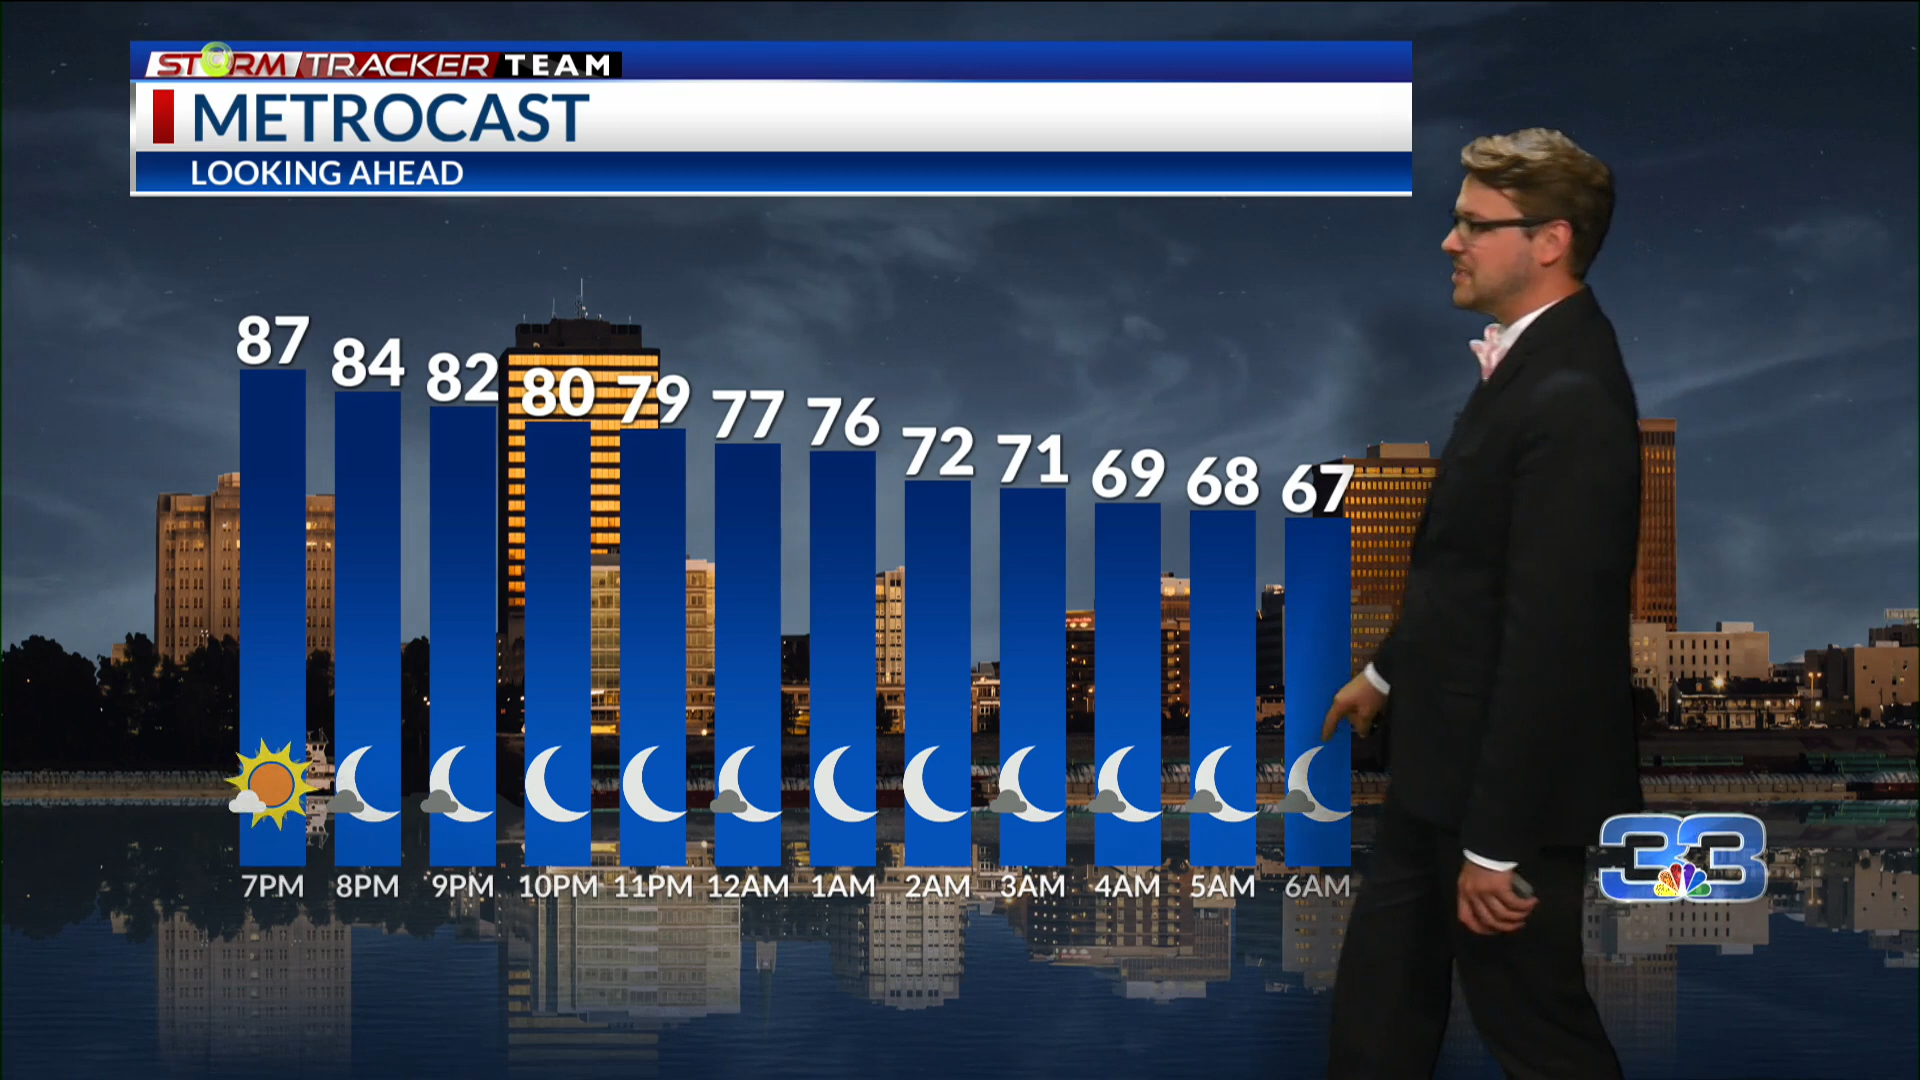 STORM TRACKER TEAM
METROCAST
LOOKING AHEAD
87 84 82 80 79 77 76 72 71 69 68 67
7PM 8PM 9PM 10PM 11PM 12AM 1AM 2AM 3AM 4AM 5AM 6AM
33